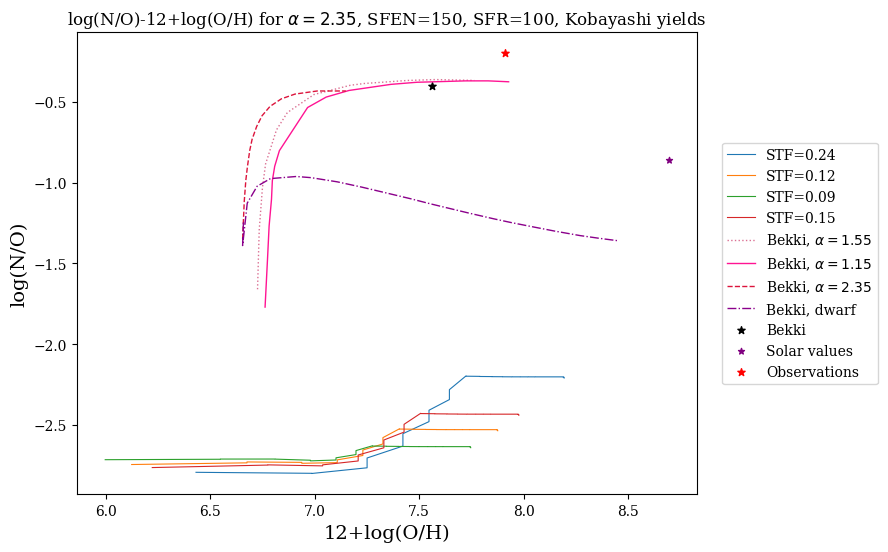 log(N/O)-12+log(O/H) for α = 2.35, SFEN=150, SFR=100, Kobayashi yields
log(N/O)
−0.5
−1.0
−1.5
−2.0
−2.5
6.0 6.5 7.0 7.5 8.0 8.5
12+log(O/H)
STF=0.24
STF=0.12
STF=0.09
STF=0.15
Bekki, α = 1.55
Bekki, α = 1.15
Bekki, α = 2.35
Bekki, dwarf
Bekki
Solar values
Observations